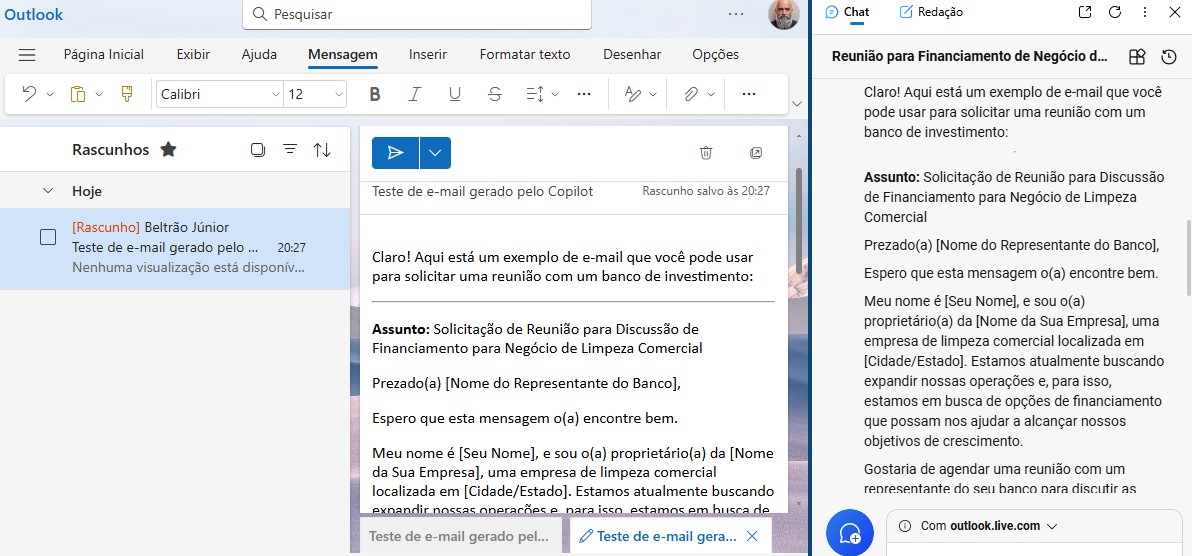 Outlook
Pesquisar
Página Inicial
Exibir
Ajuda
Mensagem
Inserir
Formatar texto
Desenhar
Opções
Calibri
12
B
I
U
S
Rascunhos
Hoje
[Rascunho] Beltrão Júnior
Teste de e-mail gerado pelo ...
20:27
Nenhuma visualização está disponív...
Teste de e-mail gerado pelo Copilot
Rascunho salvo às 20:27
Claro! Aqui está um exemplo de e-mail que você pode usar
para solicitar uma reunião com um banco de investimento:
Assunto: Solicitação de Reunião para Discussão de
Financiamento para Negócio de Limpeza Comercial
Prezado(a) [Nome do Representante do Banco],
Espero que esta mensagem o(a) encontre bem.
Meu nome é [Seu Nome], e sou o(a) proprietário(a) da [Nome
da Sua Empresa], uma empresa de limpeza comercial
localizada em [Cidade/Estado]. Estamos atualmente buscando
expandir nossas operações e, para isso, estamos em busca de
Teste de e-mail gerado pel...
Teste de e-mail gera...
Chat
Redação
Reunião para Financiamento de Negócio d...
Claro! Aqui está um exemplo de e-mail que você
pode usar para solicitar uma reunião com um
banco de investimento:
Assunto: Solicitação de Reunião para Discussão
de Financiamento para Negócio de Limpeza
Comercial
Prezado(a) [Nome do Representante do Banco],
Espero que esta mensagem o(a) encontre bem.
Meu nome é [Seu Nome], e sou o(a)
proprietário(a) da [Nome da Sua Empresa], uma
empresa de limpeza comercial localizada em
[Cidade/Estado]. Estamos atualmente buscando
expandir nossas operações e, para isso,
estamos em busca de opções de financiamento
que possam nos ajudar a alcançar nossos
objetivos de crescimento.
Gostaria de agendar uma reunião com um
representante do seu banco para discutir as
Com outlook.live.com